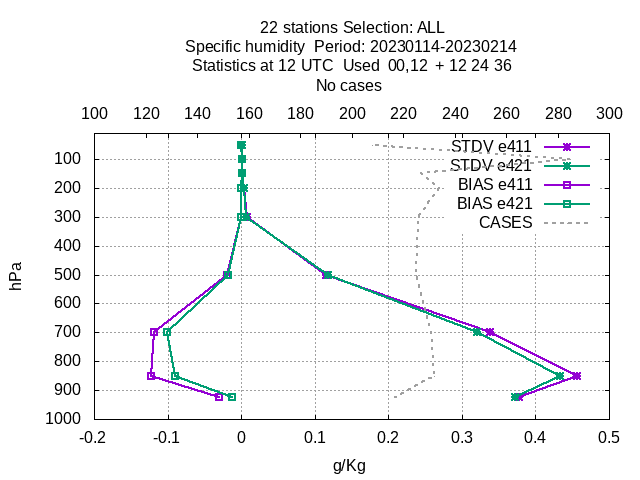 22 stations Selection: ALL
Specific humidity  Period: 20230114-20230214
Statistics at 12 UTC  Used  00,12  + 12 24 36
No cases
100 120 140 160 180 200 220 240 260 280 300
STDV e411
STDV e421
BIAS e411
BIAS e421
CASES
100
200
300
400
500
600
700
800
900
1000
hPa
-0.2 -0.1 0 0.1 0.2 0.3 0.4 0.5
g/Kg